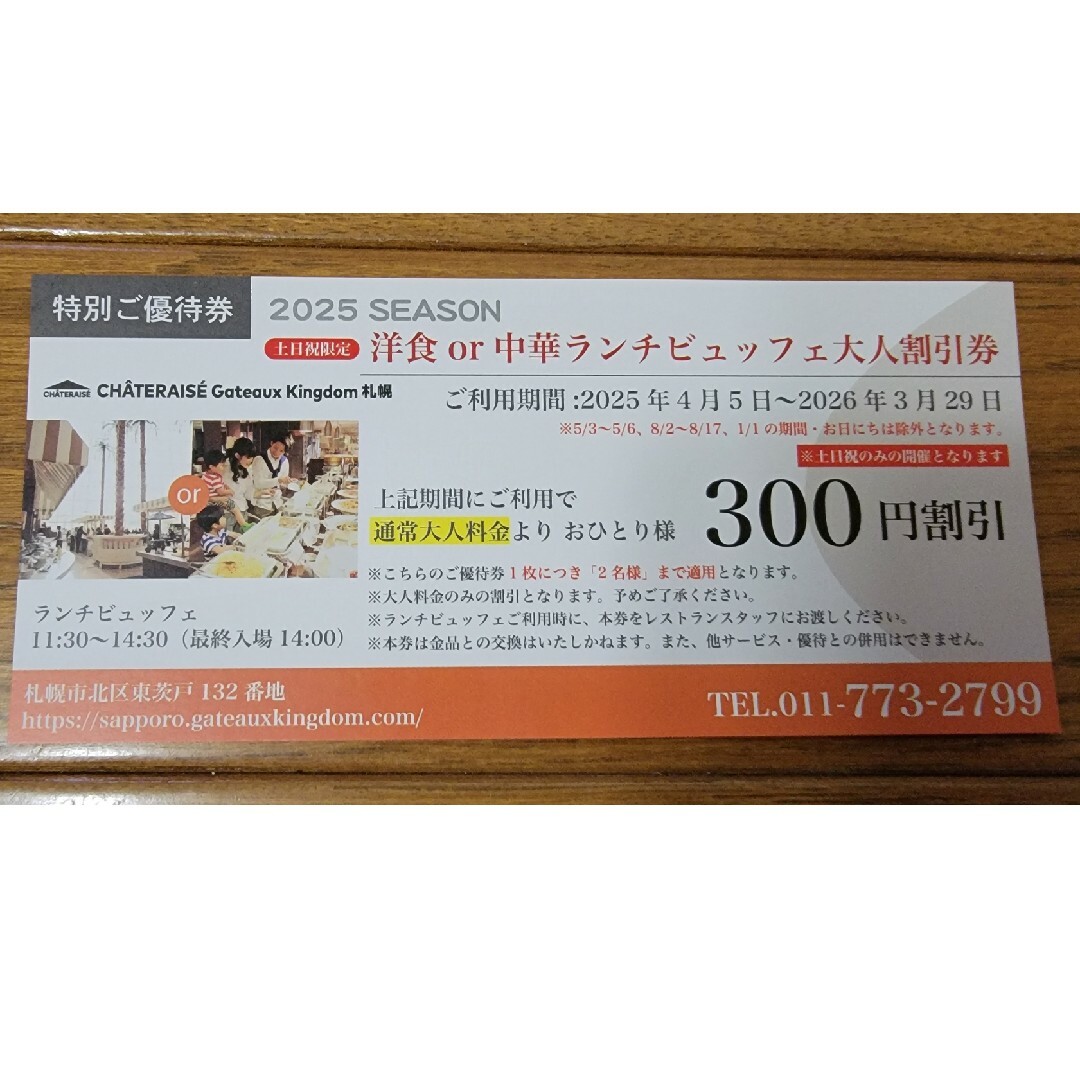 特別ご優待券
2025 SEASON
土日祝限定 洋食 or 中華ランチビュッフェ大人割引券
CHÂTERAISÉ CHÂTERAISÉ Gateaux Kingdom 札幌
ご利用期間 :2025 年 4 月 5 日〜2026 年 3 月 29 日
※5/3〜5/6、8/2〜8/17、1/1 の期間・お日にちは除外となります。
※土日祝のみの開催となります
or
上記期間にご利用で
通常大人料金より おひとり様 300 円割引
※こちらのご優待券 1 枚につき「2 名様」まで適用となります。
※大人料金のみの割引となります。予めご了承ください。
※ランチビュッフェご利用時に、本券をレストランスタッフにお渡しください。
※本券は金品との交換はいたしかねます。また、他サービス・優待との併用はできません。
ランチビュッフェ
11:30〜14:30（最終入場 14:00）
札幌市北区東茨戸 132 番地
https://sapporo.gateauxkingdom.com/
TEL.011-773-2799